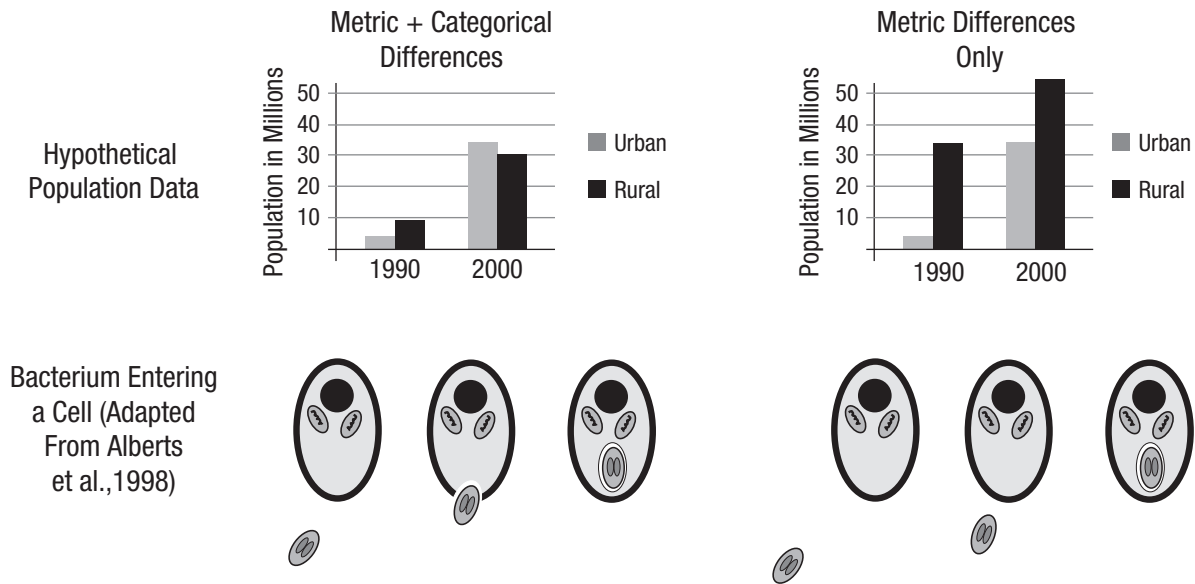 Metric + Categorical
Differences
Metric Differences
Only
Hypothetical
Population Data
Population in Millions
50
40
30
20
10
1990
2000
Urban
Rural
Population in Millions
50
40
30
20
10
1990
2000
Urban
Rural
Bacterium Entering
a Cell (Adapted
From Alberts
et al.,1998)